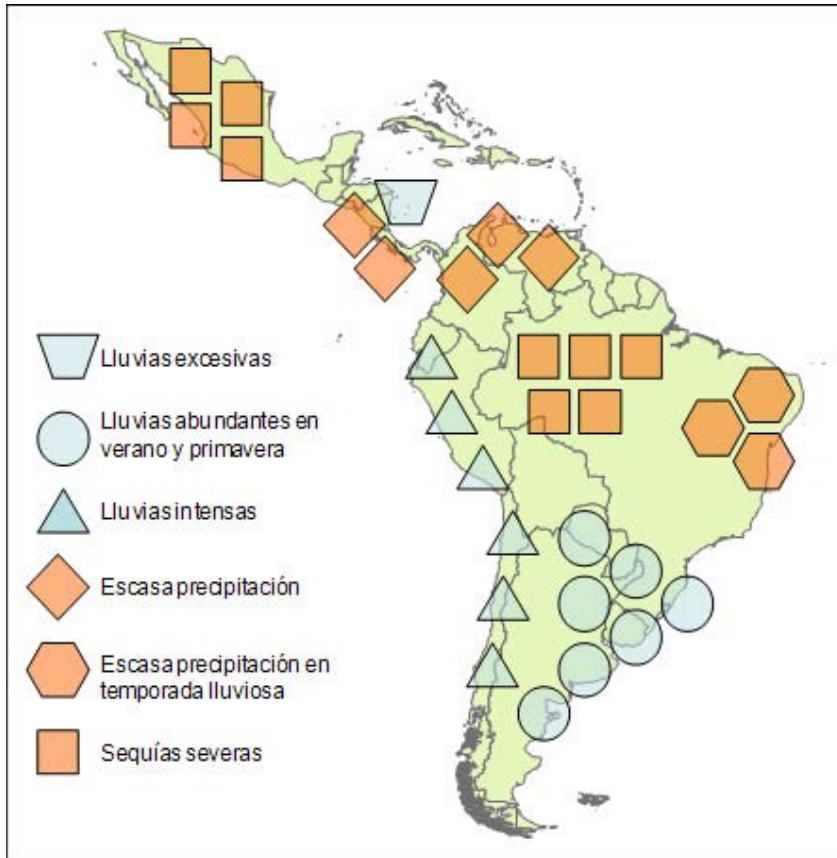 Lluvias excesivas
Lluvias abundantes en
verano y primavera
Lluvias intensas
Escasa precipitación
Escasa precipitación en
temporada lluviosa
Sequías severas